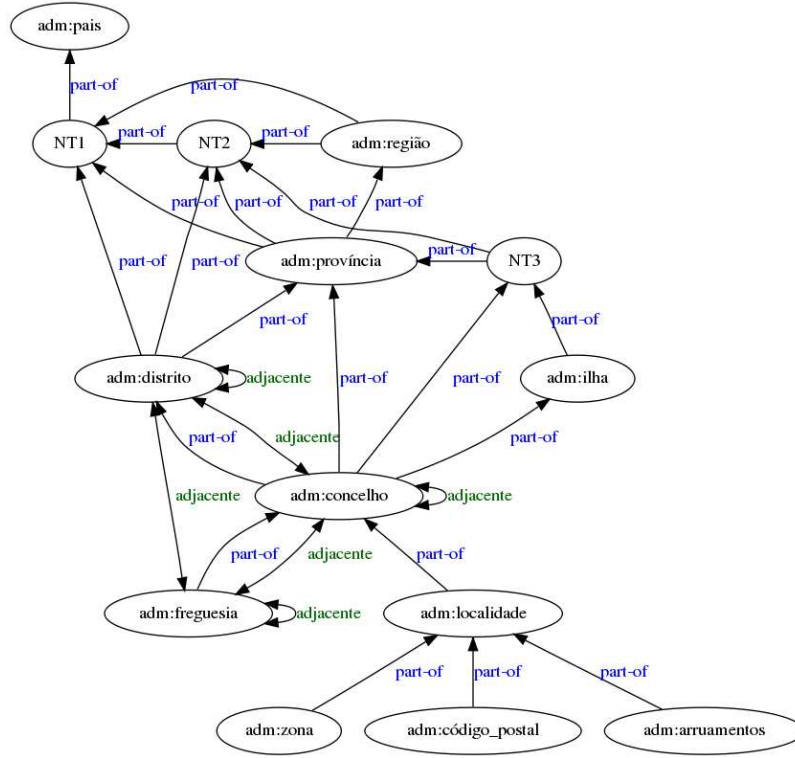 adm:pais
part-of
part-of
NT1
part-of
NT2
part-of
adm:região
part-of
part-of
part-of
part-of
part-of
part-of
adm:província
part-of
NT3
part-of
part-of
adm:distrito
adjacente
part-of
part-of
adm:ilha
part-of
adjacente
part-of
adjacente
adm:concelho
adjacente
part-of
adjacente
part-of
adm:freguesia
adjacente
adm:localidade
part-of
part-of
part-of
adm:zona
adm:código_postal
adm:arruamentos